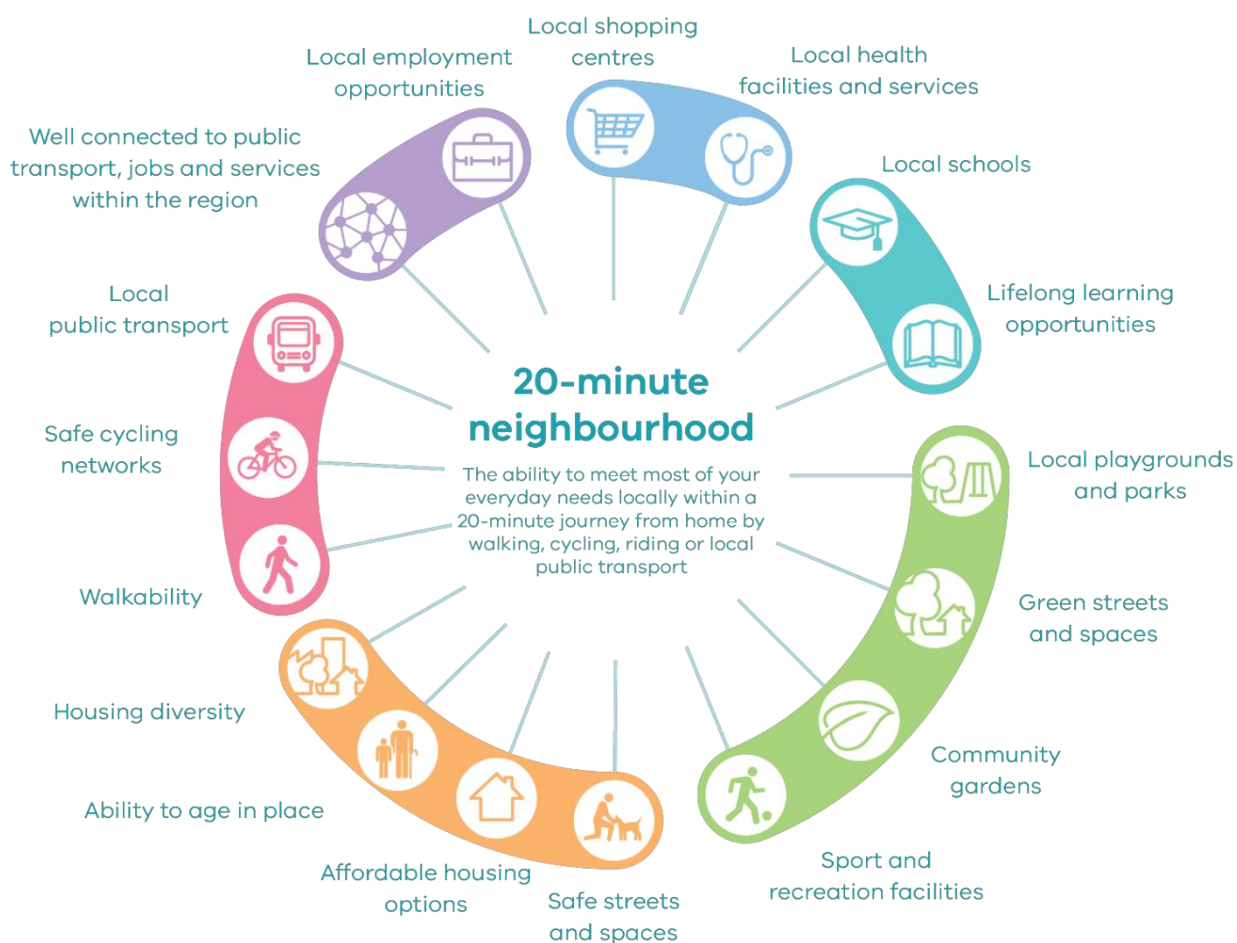 Local shopping
centres
Local health
facilities and services
Local schools
Lifelong learning
opportunities
Local playgrounds
and parks
Green streets
and spaces
Community
gardens
Sport and
recreation facilities
Safe streets
and spaces
Affordable housing
options
Ability to age in place
Housing diversity
Walkability
Safe cycling
networks
Local
public transport
Well connected to public
transport, jobs and services
within the region
Local employment
opportunities
20-minute
neighbourhood
The ability to meet most of your
everyday needs locally within a
20-minute journey from home by
walking, cycling, riding or local
public transport